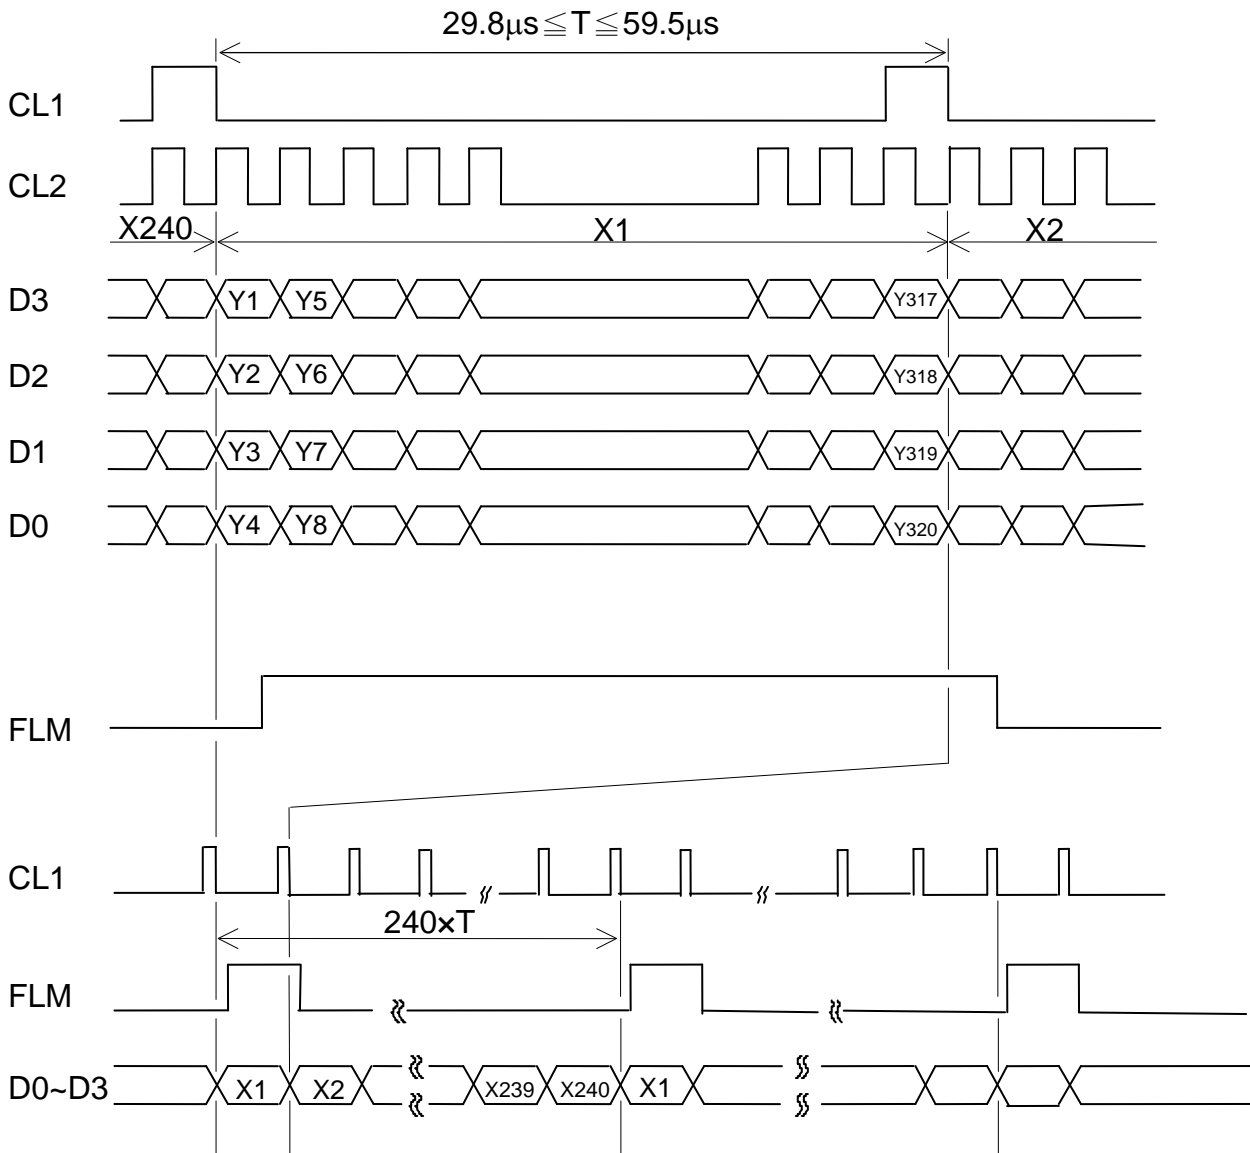 29.8μs≦T≦59.5μs
CL1
CL2
X240 X1 X2
D3 Y1 Y5 Y317
D2 Y2 Y6 Y318
D1 Y3 Y7 Y319
D0 Y4 Y8 Y320
FLM
CL1
240×T
FLM
D0~D3 X1 X2 X239 X240 X1